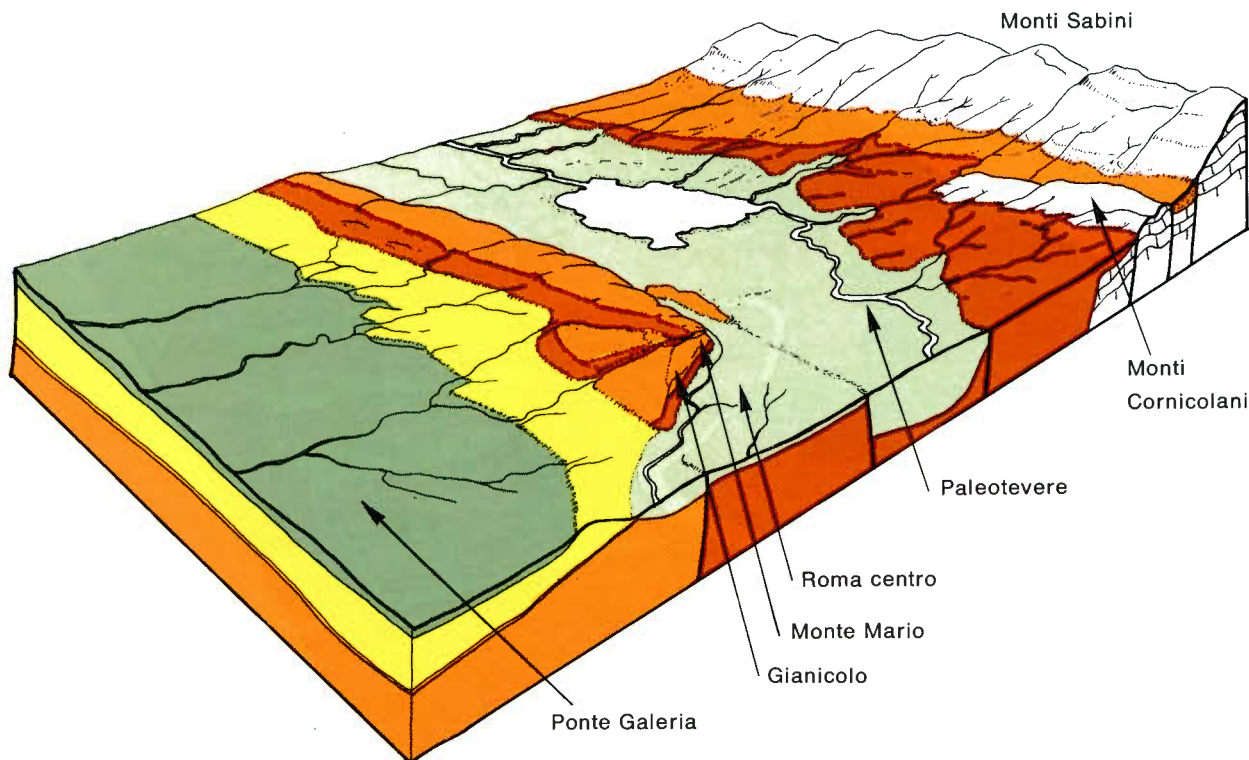 Monti Sabini
Monti
Cornicolani
Paleotevere
Roma centro
Monte Mario
Gianicolo
Ponte Galeria